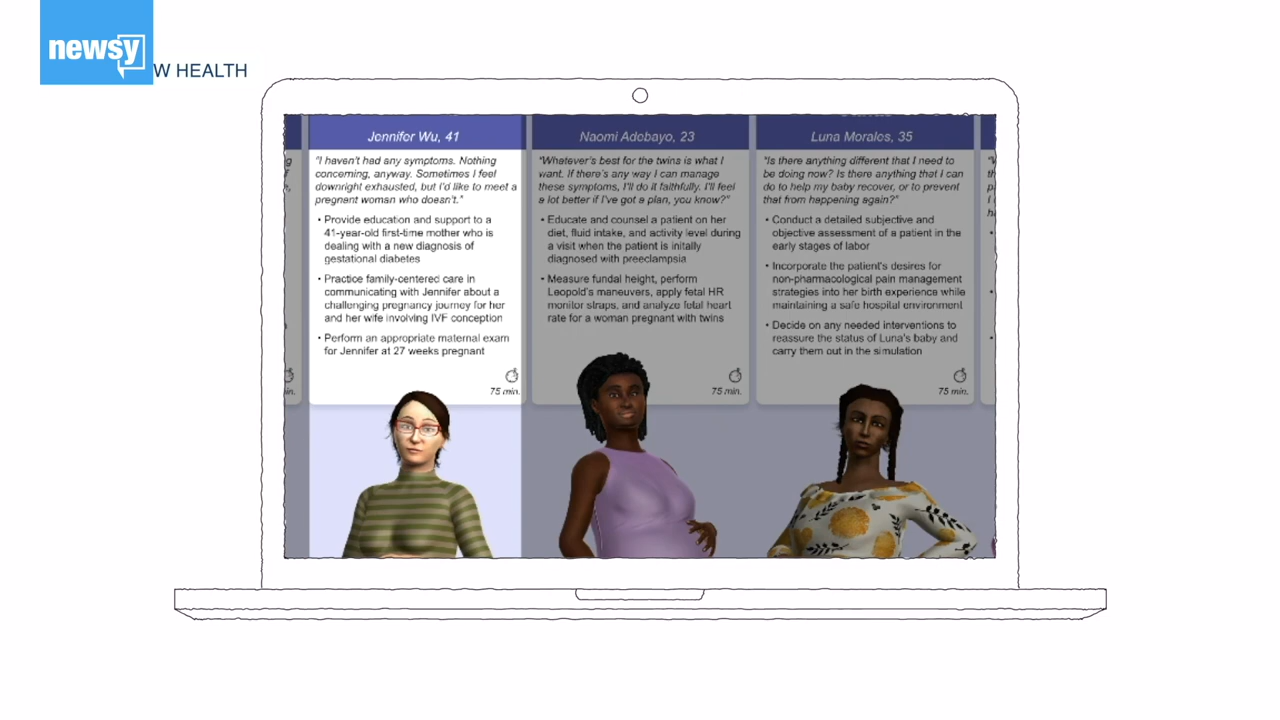 newsy
W HEALTH
Jennifer Wu, 41
"I haven't had any symptoms. Nothing
concerning, anyway. Sometimes I feel
downright exhausted, but I'd like to meet a
pregnant woman who doesn't."
• Provide education and support to a
41-year-old first-time mother who is
dealing with a new diagnosis of
gestational diabetes
• Practice family-centered care in
communicating with Jennifer about a
challenging pregnancy journey for her
and her wife involving IVF conception
• Perform an appropriate maternal exam
for Jennifer at 27 weeks pregnant
75 min.
Naomi Adebayo, 23
"Whatever's best for the twins is what I
want. If there's any way I can manage
these symptoms, I'll do it faithfully. I'll feel
a lot better if I've got a plan, you know?"
• Educate and counsel a patient on her
diet, fluid intake, and activity level during
a visit when the patient is initally
diagnosed with preeclampsia
• Measure fundal height, perform
Leopold's maneuvers, apply fetal HR
monitor straps, and analyze fetal heart
rate for a woman pregnant with twins
75 min.
Luna Morales, 35
"Is there anything different that I need to
be doing now? Is there anything that I can
do to help my baby recover, or to prevent
that from happening again?"
• Conduct a detailed subjective and
objective assessment of a patient in the
early stages of labor
• Incorporate the patient's desires for
non-pharmacological pain management
strategies into her birth experience while
maintaining a safe hospital environment
• Decide on any needed interventions to
reassure the status of Luna's baby and
carry them out in the simulation
75 min.